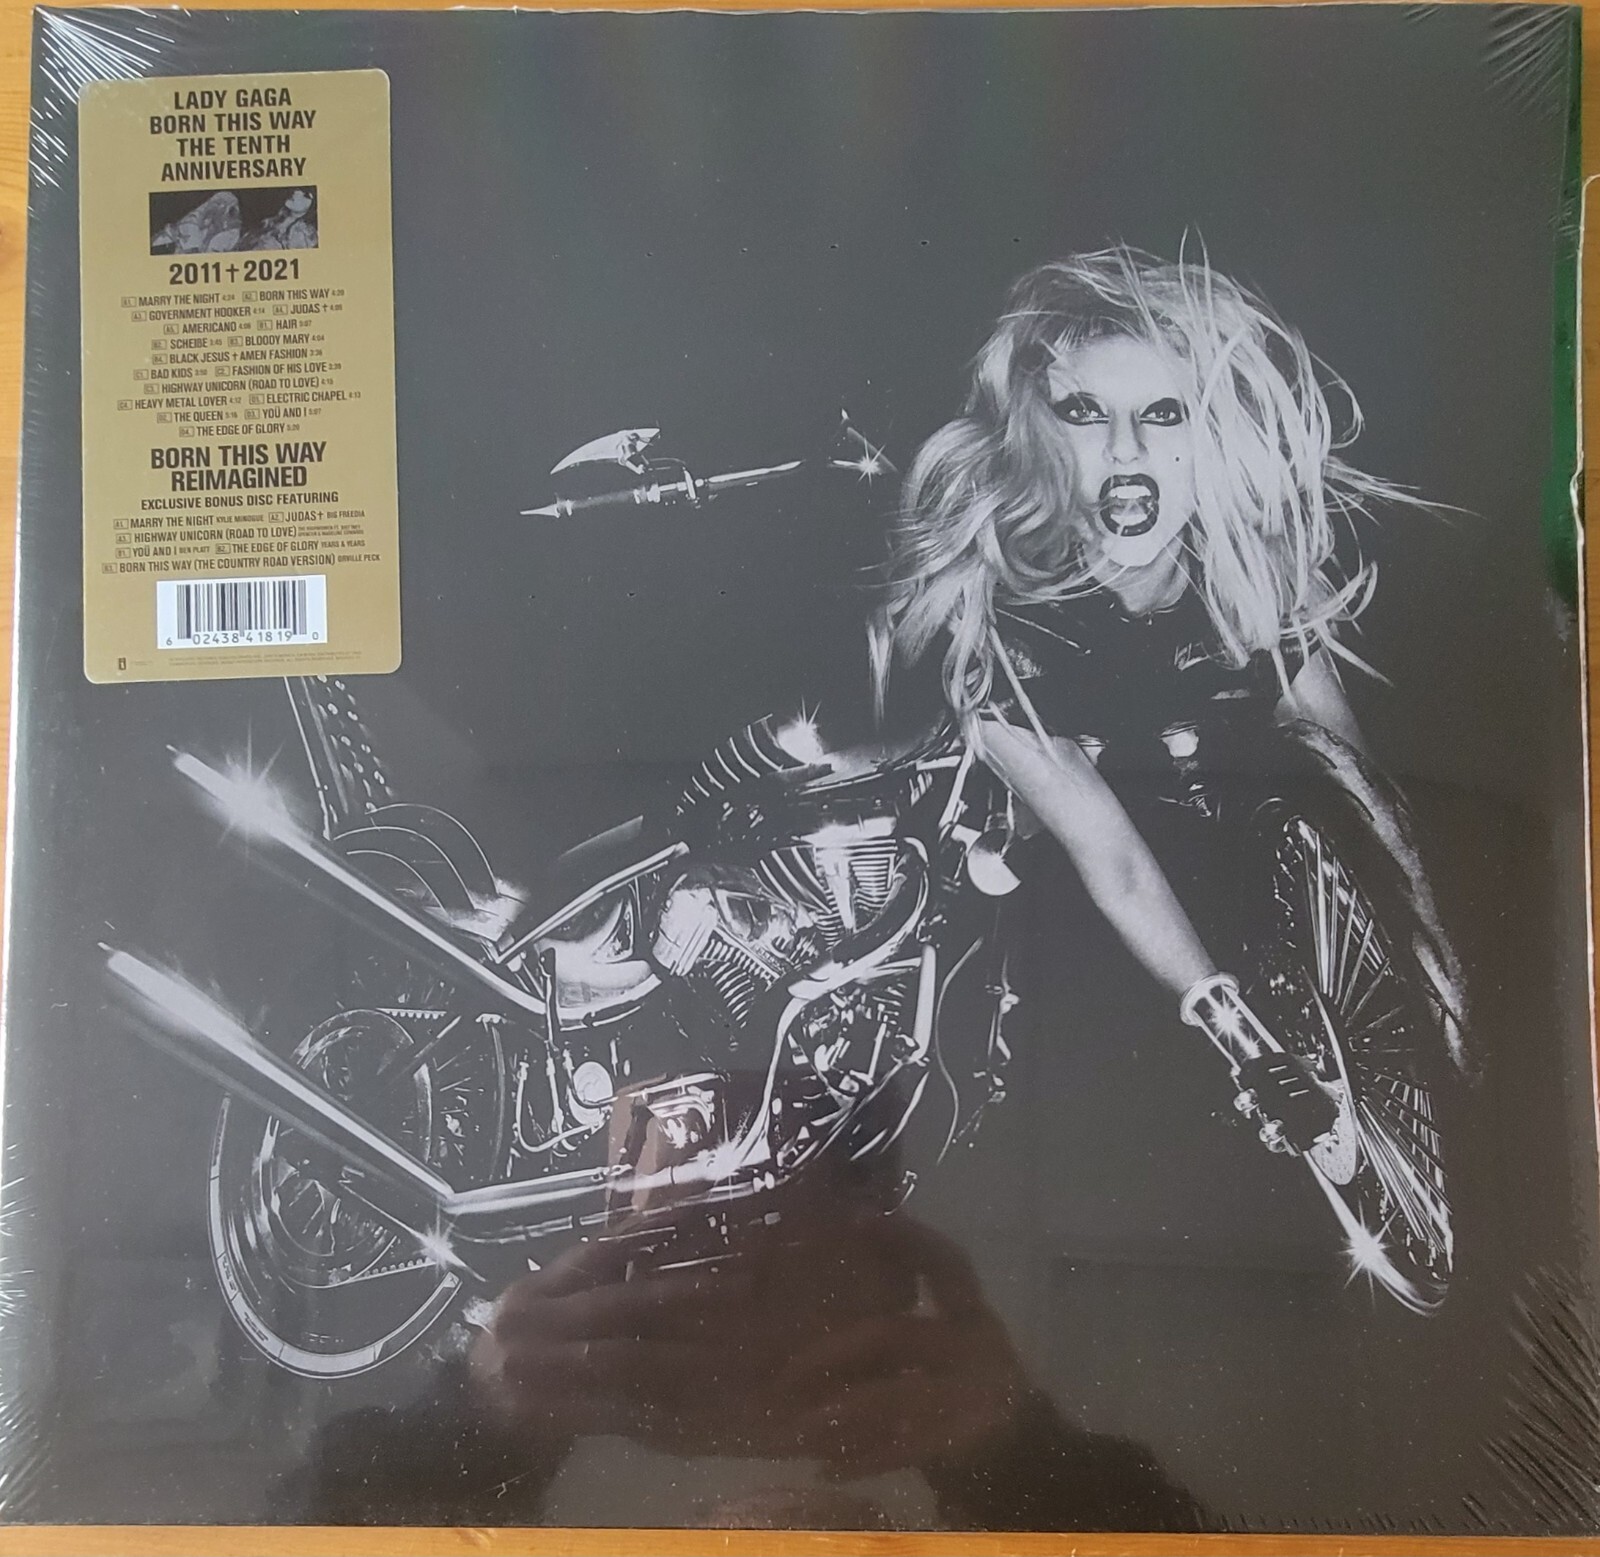 LADY GAGA
BORN THIS WAY
THE TENTH
ANNIVERSARY
2011†2021
A1. MARRY THE NIGHT 4:24 A2. BORN THIS WAY 4:20
A3. GOVERNMENT HOOKER 4:14 A4. JUDAS † 4:09
A5. AMERICANO 4:06 B1. HAIR 5:07
B2. SCHEIßE 3:45 B3. BLOODY MARY 4:04
B4. BLACK JESUS † AMEN FASHION 3:36
C1. BAD KIDS 3:50 C2. FASHION OF HIS LOVE 3:39
C3. HIGHWAY UNICORN (ROAD TO LOVE) 4:15
C4. HEAVY METAL LOVER 4:12 D1. ELECTRIC CHAPEL 4:12
D2. THE QUEEN 5:16 D3. YOÜ AND I 5:07
D4. THE EDGE OF GLORY 5:20
BORN THIS WAY
REIMAGINED
EXCLUSIVE BONUS DISC FEATURING
A1. MARRY THE NIGHT KYLIE MINOGUE A2. JUDAS† BIG FREEDIA
A3. HIGHWAY UNICORN (ROAD TO LOVE)
B1. YOÜ AND I BEN PLATT B2. THE EDGE OF GLORY YEARS & YEARS
B3. BORN THIS WAY (THE COUNTRY ROAD VERSION) ORVILLE PECK
6 02438 41819 0